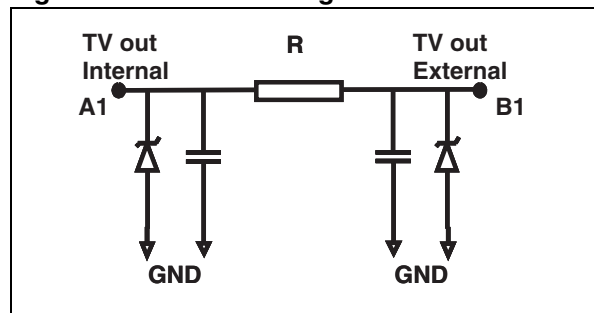 TV out
Internal
R
TV out
External
A1
B1
GND
GND